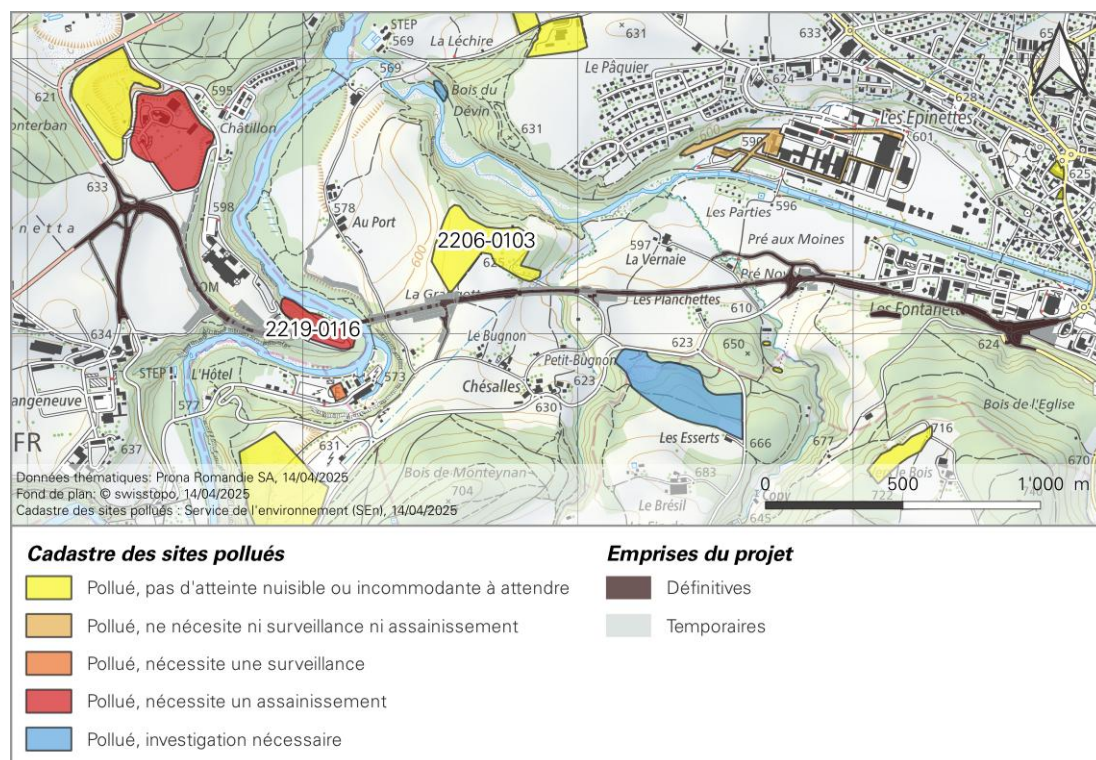 STEP
569
La Léchire
631
633
Le Pâquier
624
628
569
621
595
Bois du
Dévin
Les Epinettes
601
Châtillon
631
600
625
633
598
578
Au Port
600
2206-0103
Les Parties
596
597
La Vernaie
Pré aux Moines
Les Planchettes
610
Les Fontanettes
2219-0116
634
Le Bugnon
623
650
624
STEP
L'Hôtel
573
Petit-Bugnon
Chésalles
623
577
630
Bois de l'Eglise
FR
637
631
Les Esserts
666
677
716
670
Bois de Monteynan
704
683
Le Brésil
645
Copy
722
Données thématiques: Prona Romandie SA, 14/04/2025
Fond de plan: © swisstopo, 14/04/2025
Cadastre des sites pollués : Service de l'environnement (SEn), 14/04/2025
0 500 1'000 m
Cadastre des sites pollués
Pollué, pas d'atteinte nuisible ou incommodante à attendre
Pollué, ne nécesite ni surveillance ni assainissement
Pollué, nécessite une surveillance
Pollué, nécessite un assainissement
Pollué, investigation nécessaire
Emprises du projet
Définitives
Temporaires